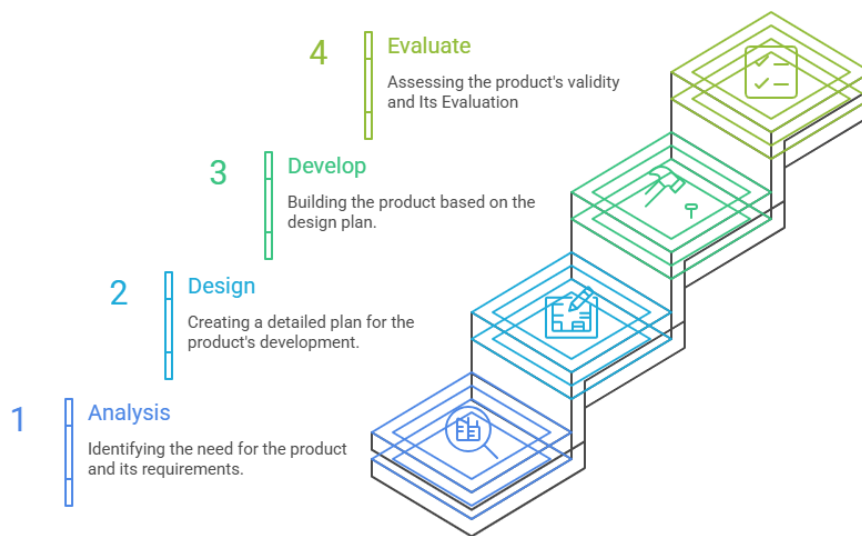 4
Evaluate
Assessing the product's validity
and Its Evaluation
3
Develop
Building the product based on the
design plan.
2
Design
Creating a detailed plan for the
product's development.
1
Analysis
Identifying the need for the product
and its requirements.